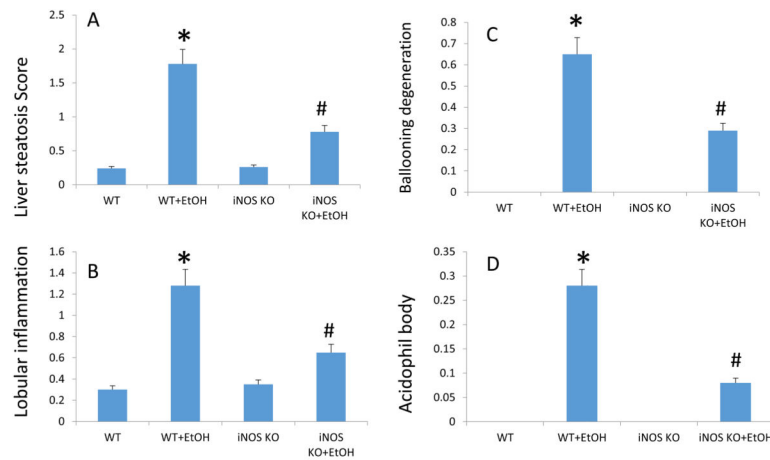 A
Liver steatosis Score
2.5
2
1.5
1
0.5
0
*
#
WT
WT+EtOH
iNOS KO
iNOS
KO+EtOH
B
Lobular inflammation
1.6
1.4
1.2
1
0.8
0.6
0.4
0.2
0
*
#
WT
WT+EtOH
iNOS KO
iNOS
KO+EtOH
C
Ballooning degeneration
0.8
0.7
0.6
0.5
0.4
0.3
0.2
0.1
0
*
#
WT
WT+EtOH
iNOS KO
iNOS
KO+EtOH
D
Acidophil body
0.35
0.3
0.25
0.2
0.15
0.1
0.05
0
*
#
WT
WT+EtOH
iNOS KO
iNOS KO+EtOH